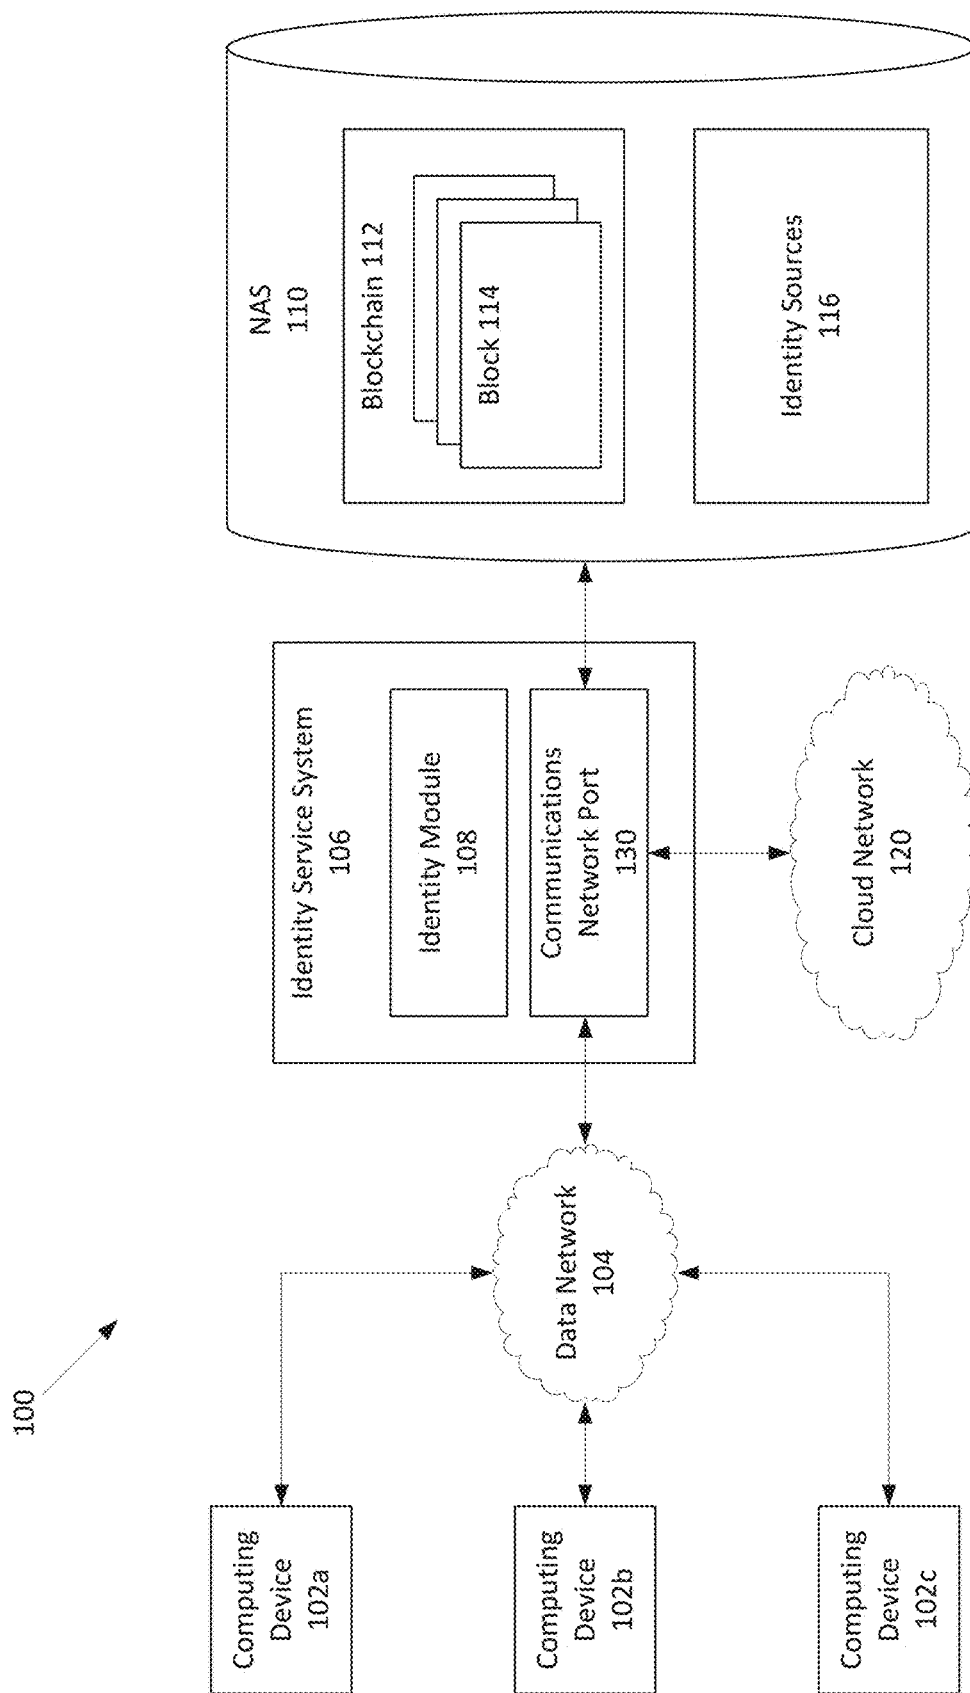 100
Computing
Device
102a
Computing
Device
102b
Computing
Device
102c
Data Network
104
Identity Service System
106
Identity Module
108
Communications
Network Port
130
Cloud Network
120
NAS
110
Blockchain 112
Block 114
Identity Sources
116